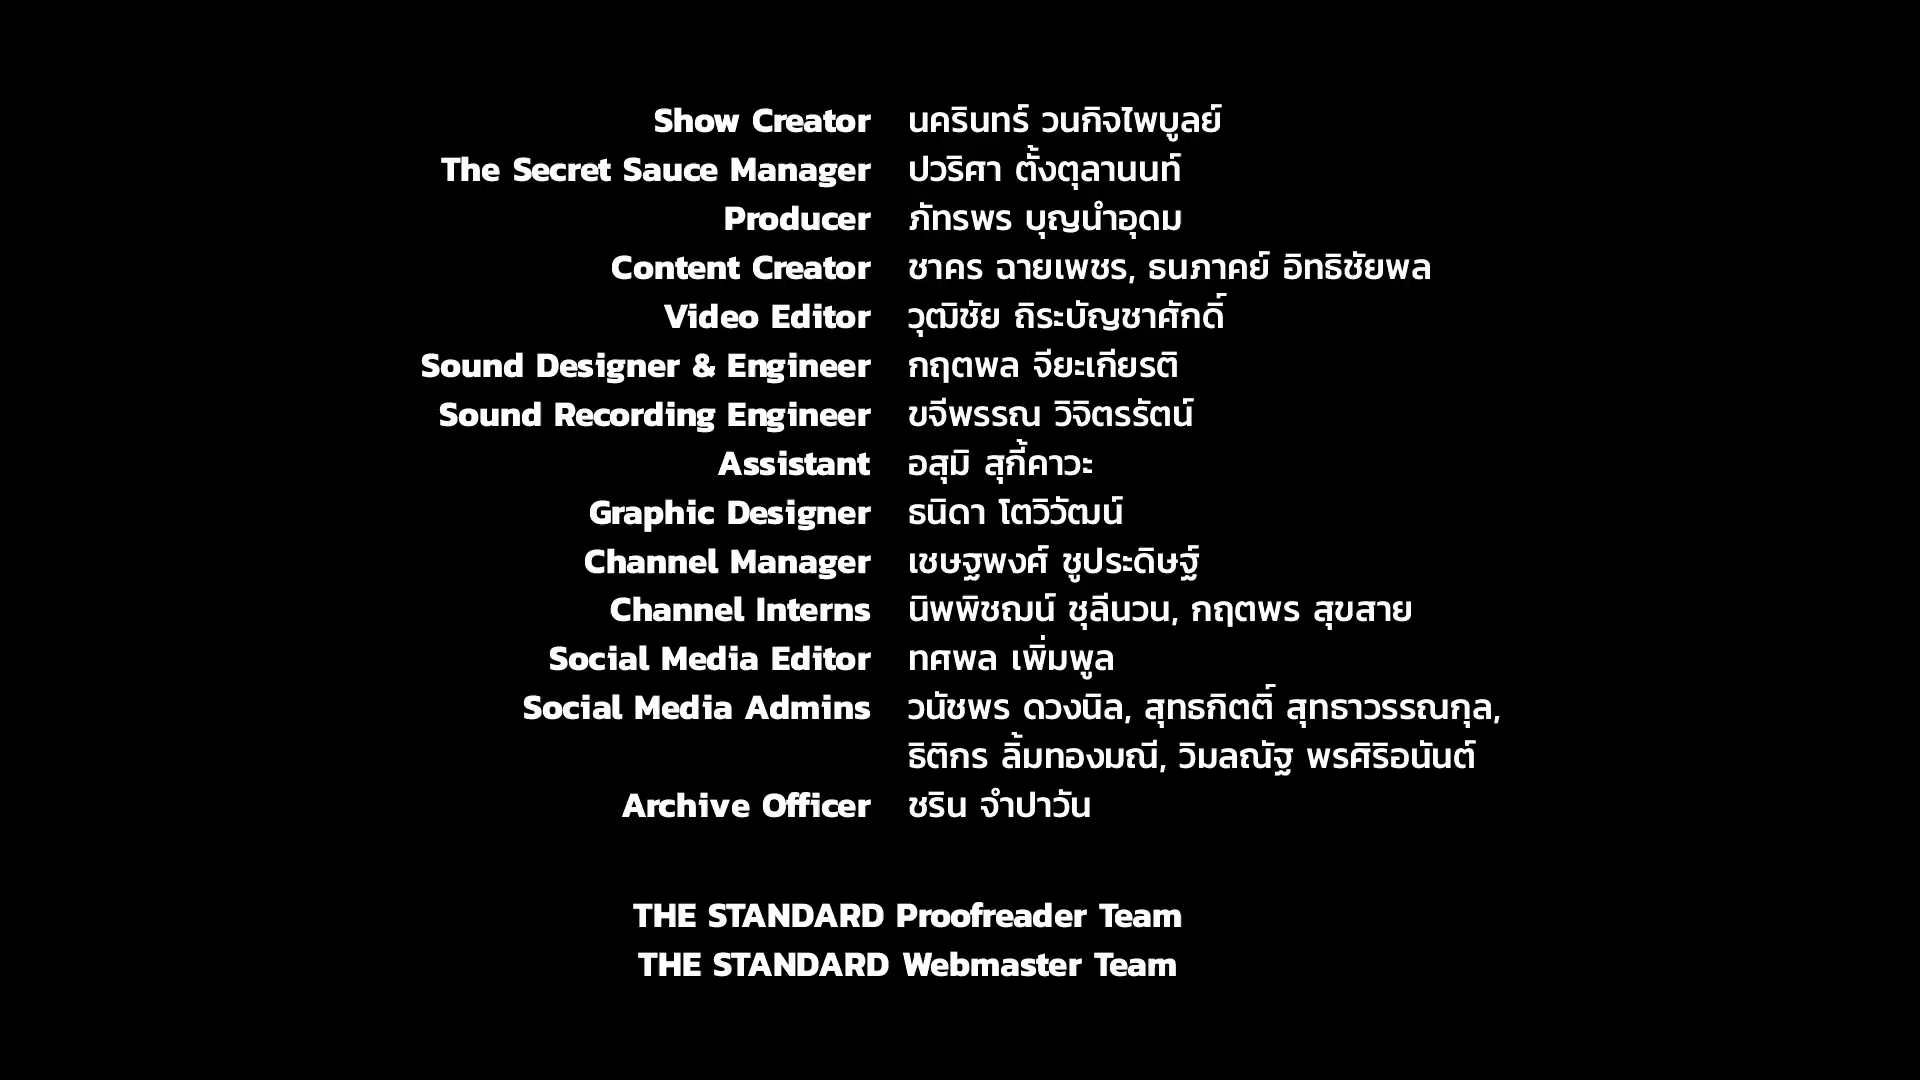 Show Creator นครินทร์ วนกิจไพบูลย์
The Secret Sauce Manager ปวริศา ตั้งตุลานนท์
Producer ภัทรพร บุญนำอุดม
Content Creator ชาคร ฉายเพชร, ธนภาคย์ อิทธิชัยพล
Video Editor วุฒิชัย ถิระบัญชาศักดิ์
Sound Designer & Engineer กฤตพล จียะเกียรติ
Sound Recording Engineer ขจีพรรณ วิจิตรรัตน์
Assistant อสุมิ สุกี้คาวะ
Graphic Designer ธนิดา โตวิวัฒน์
Channel Manager เชษฐพงศ์ ชูประดิษฐ์
Channel Interns นิพพิชฌน์ ชุลีนวน, กฤตพร สุขสาย
Social Media Editor ทศพล เพิ่มพูล
Social Media Admins วนัชพร ดวงนิล, สุทธกิตติ์ สุทธาวรรณกุล,
ธิติกร ลิ้มทองมณี, วิมลณัฐ พรศิริอนันต์
Archive Officer ชริน จำปาวัน
THE STANDARD Proofreader Team
THE STANDARD Webmaster Team